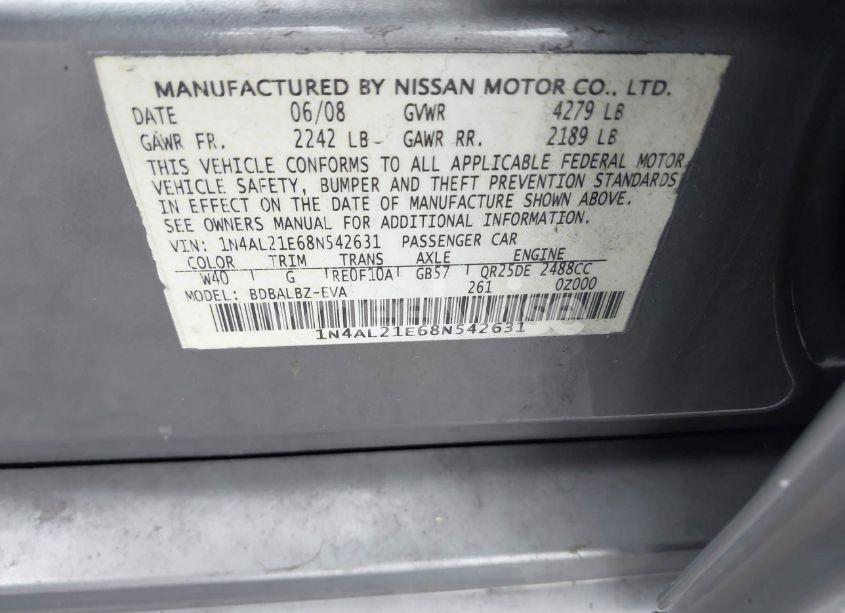 MANUFACTURED BY NISSAN MOTOR CO., LTD.
DATE 06/08 GVWR 4279 LB
GAWR FR. 2242 LB GAWR RR. 2189 LB
THIS VEHICLE CONFORMS TO ALL APPLICABLE FEDERAL MOTOR
VEHICLE SAFETY, BUMPER AND THEFT PREVENTION STANDARDS
IN EFFECT ON THE DATE OF MANUFACTURE SHOWN ABOVE.
SEE OWNERS MANUAL FOR ADDITIONAL INFORMATION.
VIN: 1N4AL21E68N542631 PASSENGER CAR
COLOR TRIM TRANS AXLE ENGINE
W40 G RE0F10A GB57 QR25DE 2488CC
MODEL: BDBALBZ-EVA 261 0Z000
1N4AL21E68N542631